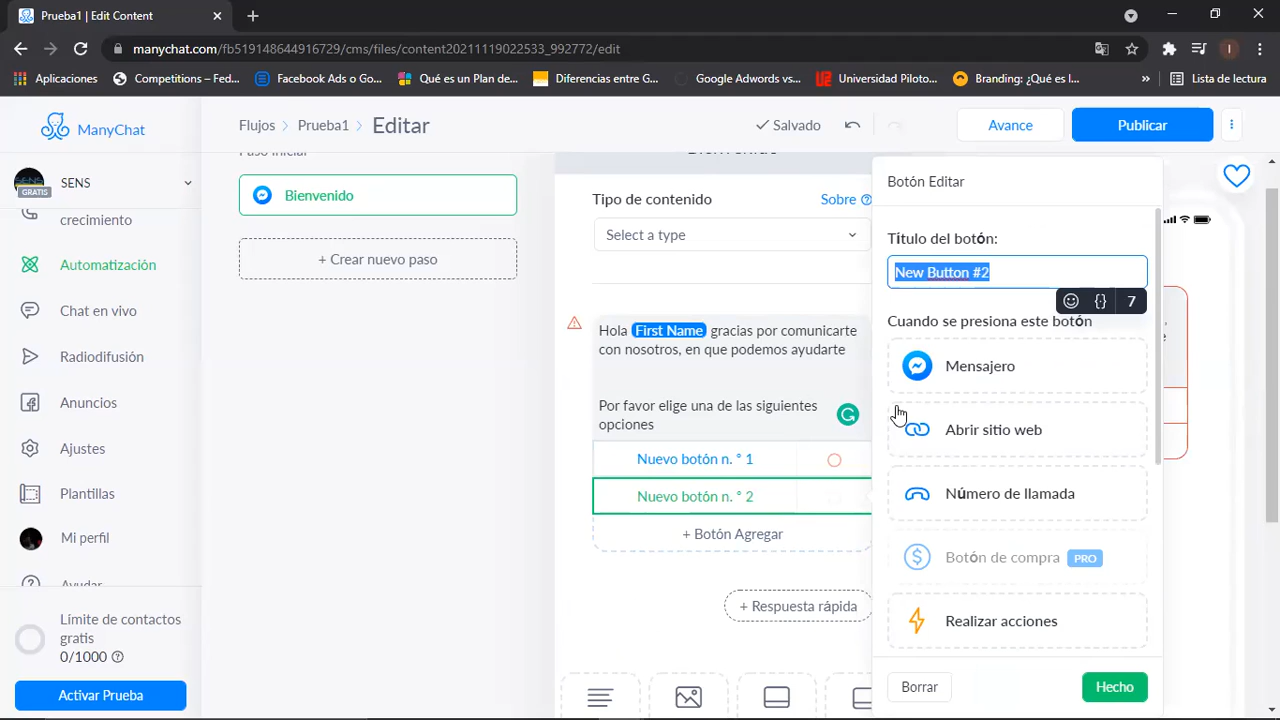 Prueba1 | Edit Content
manychat.com/fb519148644916729/cms/files/content20211119022533_992772/edit
I
Aplicaciones
Competitions – Fed...
Facebook Ads o Go...
Qué es un Plan de...
Diferencias entre G...
Google Adwords vs...
Universidad Piloto...
Branding: ¿Qué es l...
»
Lista de lectura
ManyChat
Flujos > Prueba1 > Editar
Salvado
Avance
Publicar
SENS
GRATIS
crecimiento
Automatización
Chat en vivo
Radiodifusión
Anuncios
Ajustes
Plantillas
Mi perfil
Ayudar
Límite de contactos
gratis
0/1000
Activar Prueba
Paso inicial
Bienvenido
+ Crear nuevo paso
Bienvenido
Tipo de contenido
Sobre
Select a type
Hola First Name gracias por comunicarte
con nosotros, en que podemos ayudarte
Por favor elige una de las siguientes
opciones
Nuevo botón n. ° 1
Nuevo botón n. ° 2
+ Botón Agregar
+ Respuesta rápida
Botón Editar
Título del botón:
New Button #2
{} 7
Cuando se presiona este botón
Mensajero
Abrir sitio web
Número de llamada
Botón de compra PRO
Realizar acciones
Borrar
Hecho